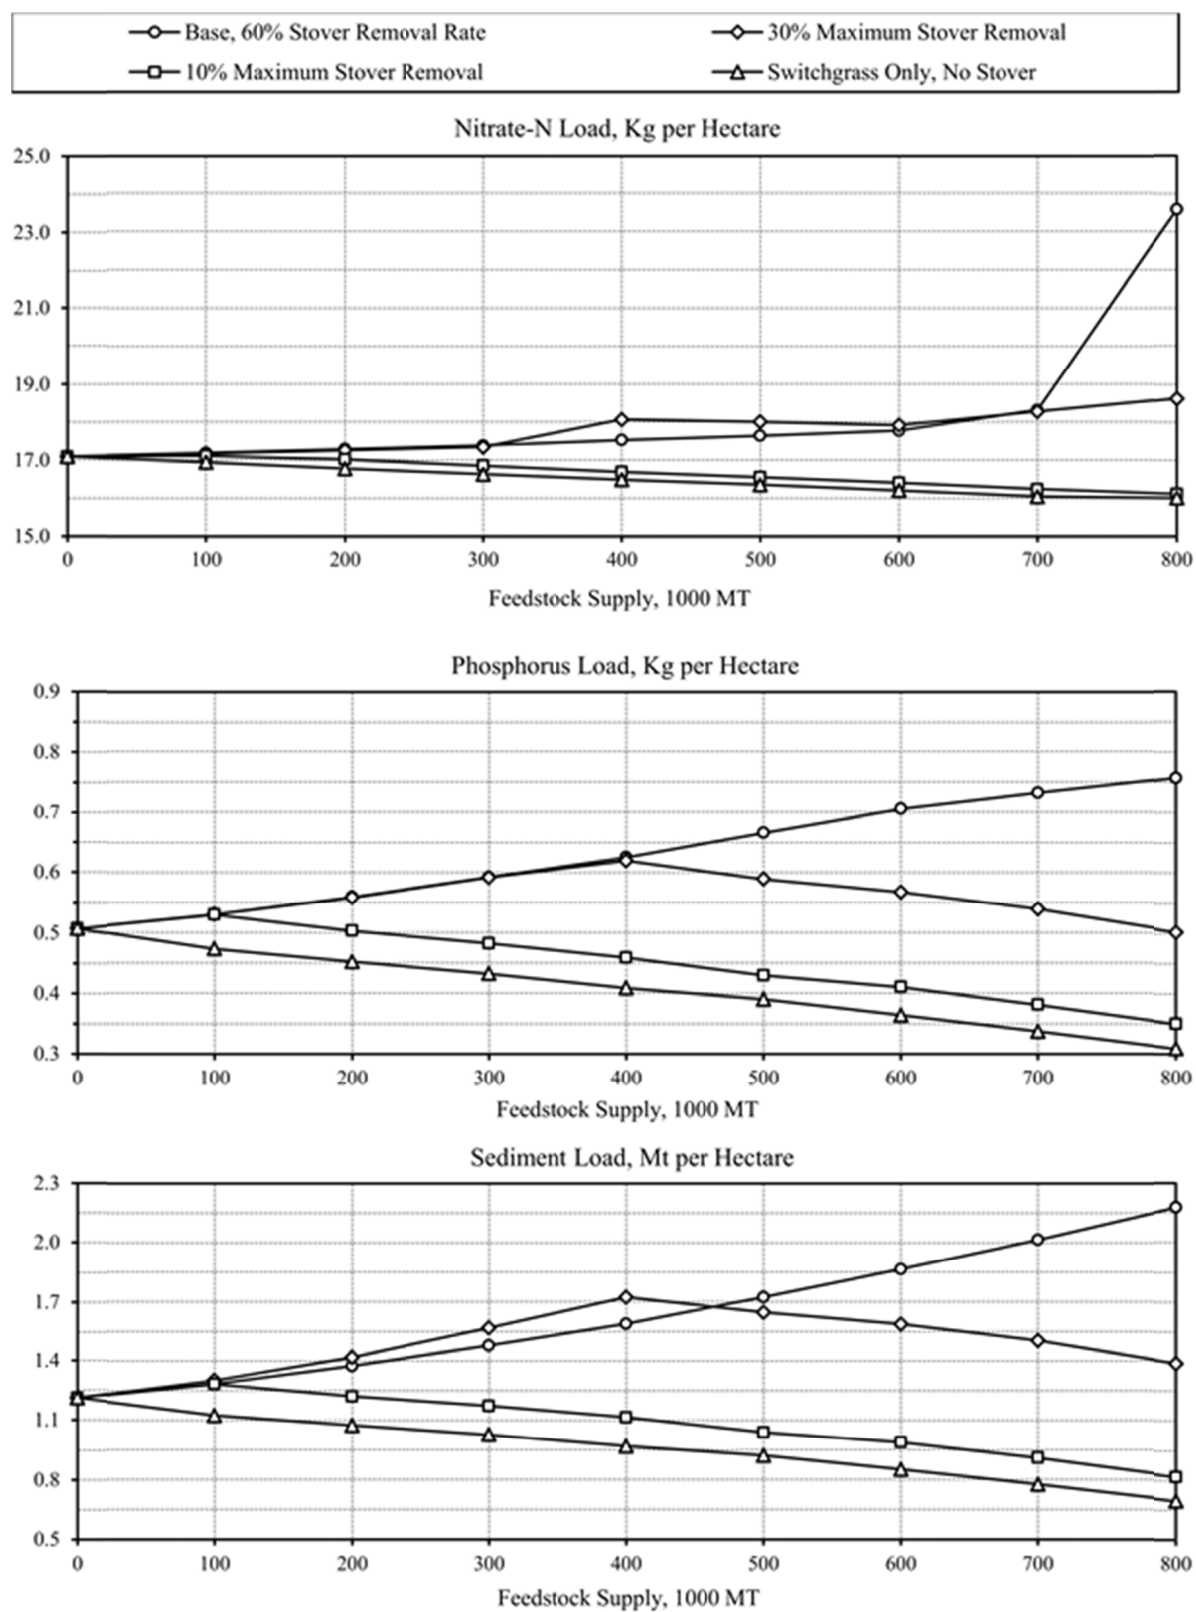 Base, 60% Stover Removal Rate 30% Maximum Stover Removal
10% Maximum Stover Removal Switchgrass Only, No Stover
Nitrate-N Load, Kg per Hectare
25.0
23.0
21.0
19.0
17.0
15.0
0 100 200 300 400 500 600 700 800
Feedstock Supply, 1000 MT
Phosphorus Load, Kg per Hectare
0.9
0.8
0.7
0.6
0.5
0.4
0.3
0 100 200 300 400 500 600 700 800
Feedstock Supply, 1000 MT
Sediment Load, Mt per Hectare
2.3
2.0
1.7
1.4
1.1
0.8
0.5
0 100 200 300 400 500 600 700 800
Feedstock Supply, 1000 MT